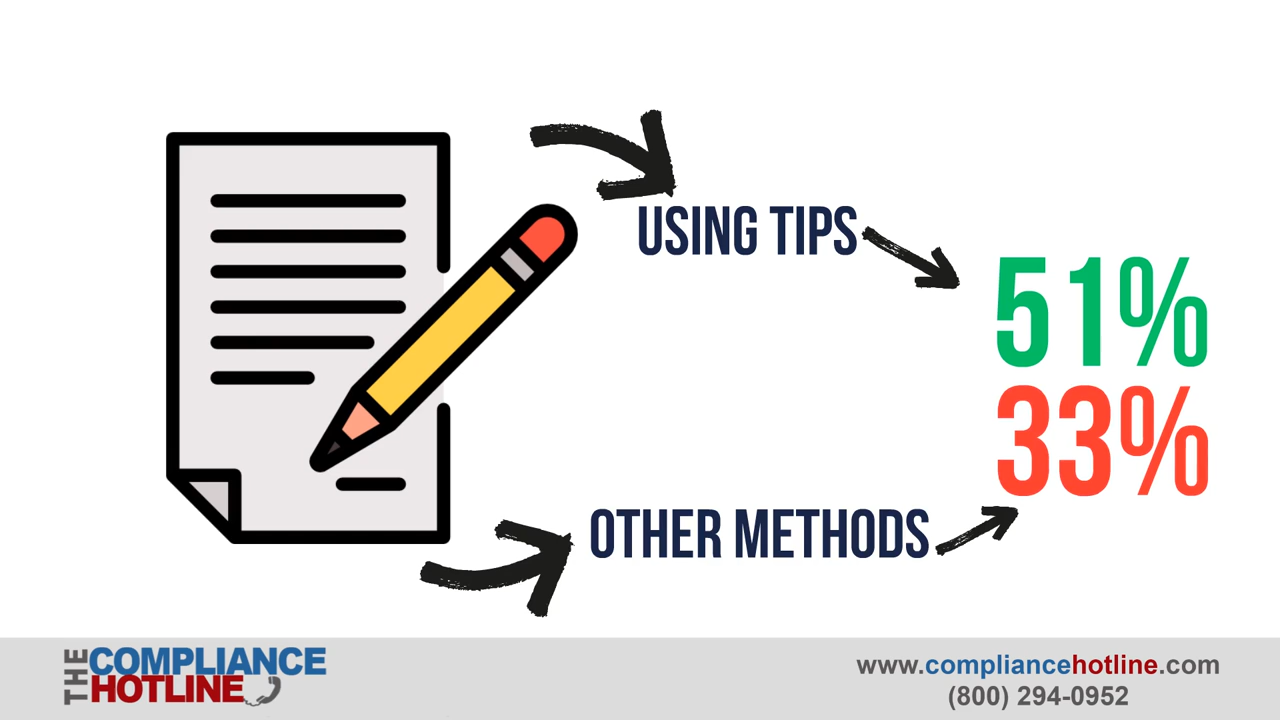 USING TIPS
51%
33%
OTHER METHODS
THE COMPLIANCE
HOTLINE
www.compliancehotline.com
(800) 294-0952